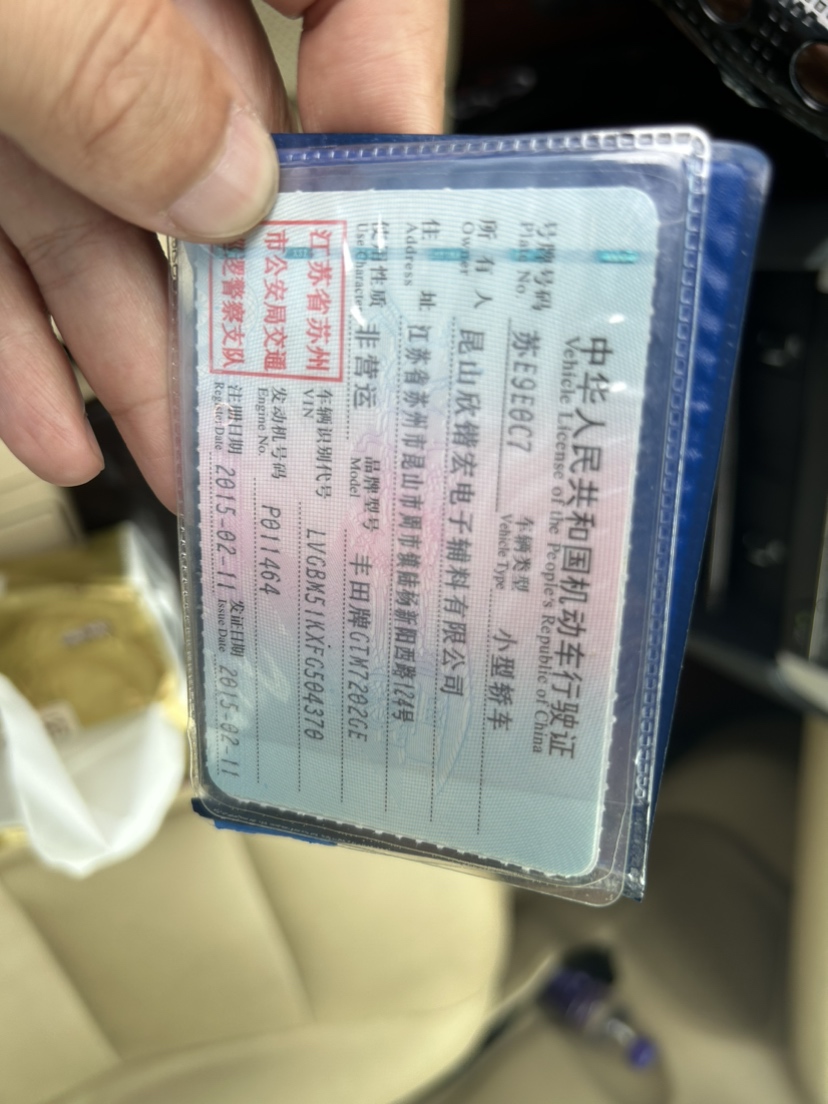 中华人民共和国机动车行驶证
Vehicle License of the People's Republic of China
号牌号码 苏E9E0C7 车辆类型 小型轿车
Plate No. Vehicle Type
所有人 昆山欣锴宏电子辅料有限公司
Owner
住址 江苏省苏州市昆山市周市镇陆杨新阳西路124号
Address
使用性质 非营运 品牌型号 丰田牌GTM7202GE
Use Character Model
江苏省苏州
市公安局交通
巡逻警察支队
车辆识别代号 LVGBM51KXFG504370
VIN
发动机号码 P011464
Engine No.
注册日期 2015-02-11 发证日期 2015-02-11
Register Date Issue Date